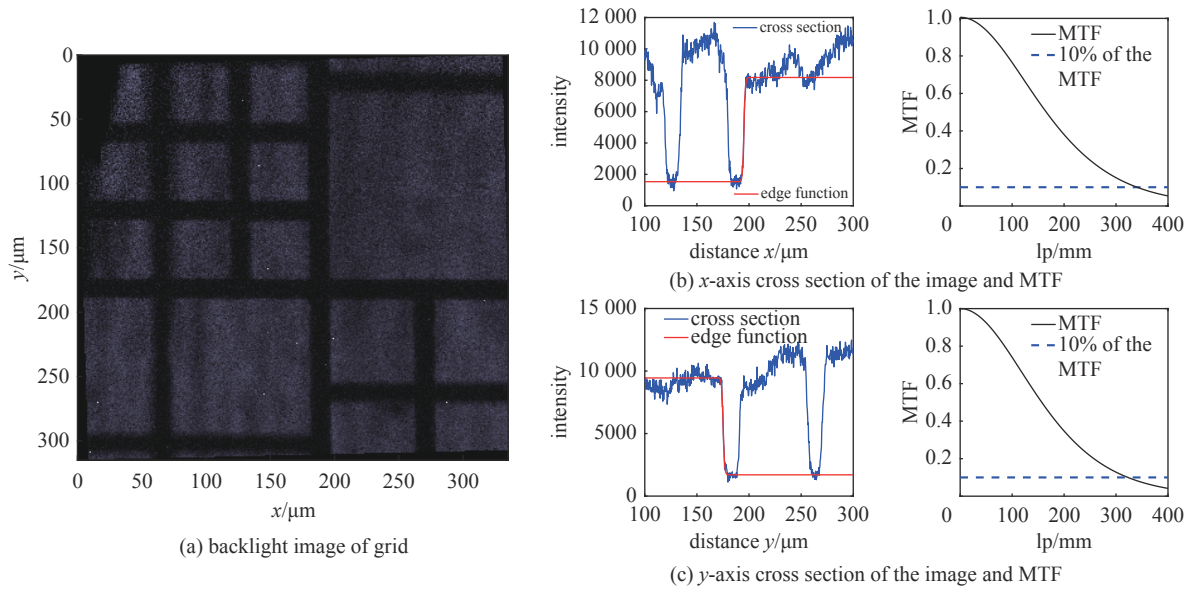 0
50
100
150
200
250
300
y/μm
0
50
100
150
200
250
300
x/μm
(a) backlight image of grid
12 000
10 000
8000
6000
4000
2000
0
intensity
cross section
edge function
100
150
200
250
300
distance x/μm
1.0
0.8
0.6
0.4
0.2
MTF
MTF
10% of the
MTF
0
100
200
300
400
lp/mm
(b) x-axis cross section of the image and MTF
15 000
10 000
5000
0
intensity
cross section
edge function
100
150
200
250
300
distance y/μm
1.0
0.8
0.6
0.4
0.2
MTF
MTF
10% of the
MTF
0
100
200
300
400
lp/mm
(c) y-axis cross section of the image and MTF